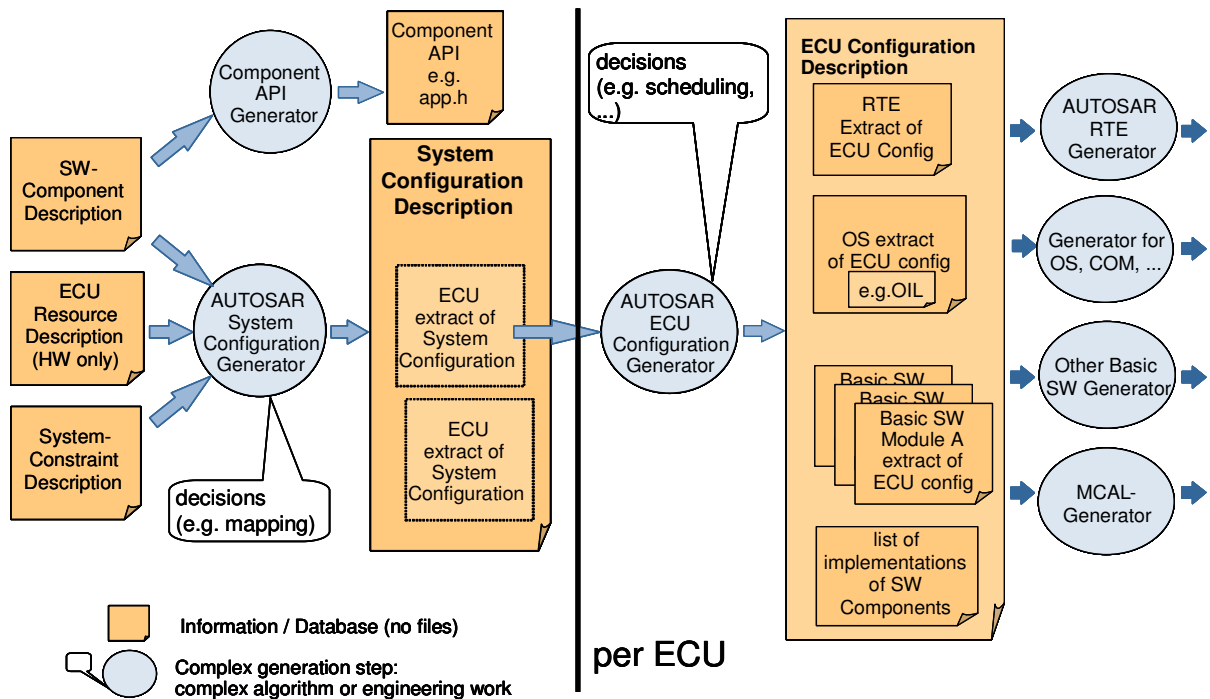 Component
API
Generator
Component
API
e.g.
app.h
SW-
Component
Description
ECU
Resource
Description
(HW only)
System-
Constraint
Description
AUTOSAR
System
Configuration
Generator
decisions
(e.g. mapping)
System
Configuration
Description
ECU
extract of
System
Configuration
ECU
extract of
System
Configuration
Information / Database (no files)
Complex generation step:
complex algorithm or engineering work
decisions
(e.g. scheduling,
...)
AUTOSAR
ECU
Configuration
Generator
per ECU
ECU Configuration
Description
RTE
Extract of
ECU Config
OS extract
of ECU config
e.g.OIL
Basic SW
Basic SW
Basic SW
Module A
extract of
ECU config
list of
implementations
of SW
Components
AUTOSAR
RTE
Generator
Generator for
OS, COM, ...
Other Basic
SW Generator
MCAL-
Generator